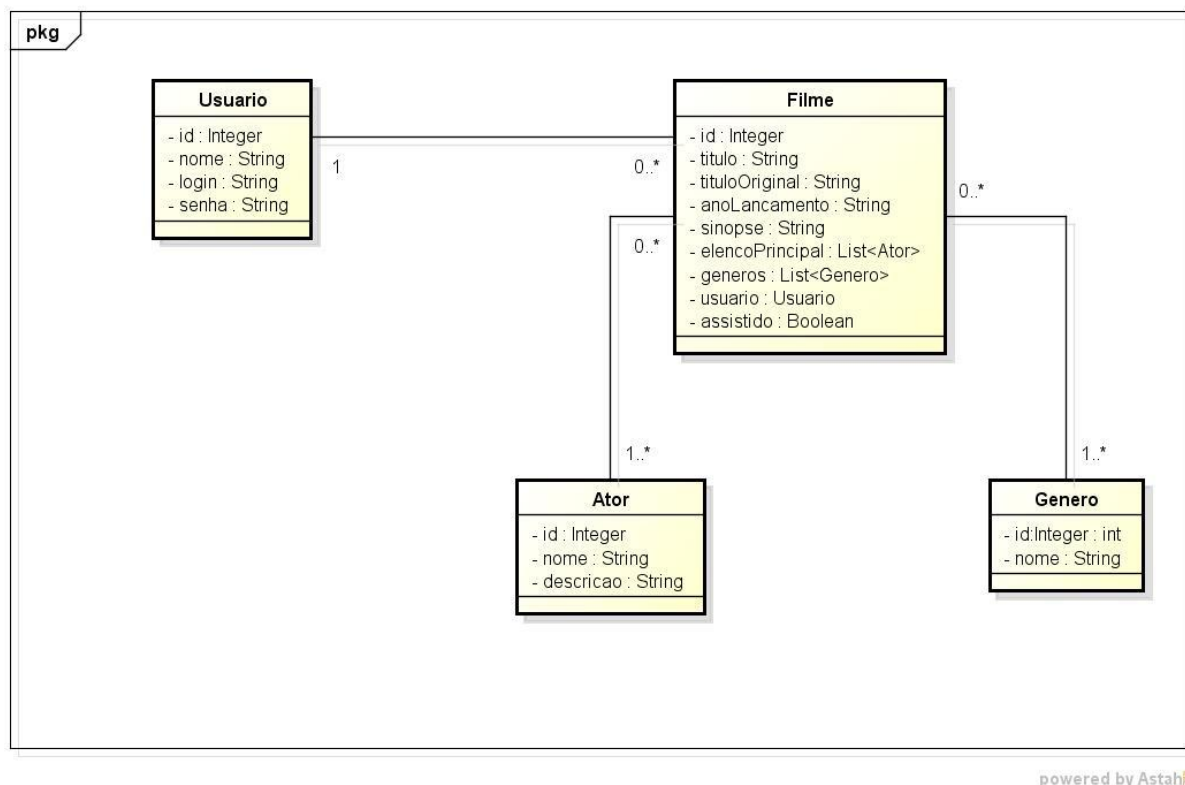 pkg
Usuario
- id : Integer
- nome : String
- login : String
- senha : String
1
0..*
Filme
- id : Integer
- titulo : String
- tituloOriginal : String
- anoLancamento : String
- sinopse : String
- elencoPrincipal : List<Ator>
- generos : List<Genero>
- usuario : Usuario
- assistido : Boolean
0..*
0..*
1..*
1..*
Ator
- id : Integer
- nome : String
- descricao : String
Genero
- id:Integer : int
- nome : String
powered by Astah